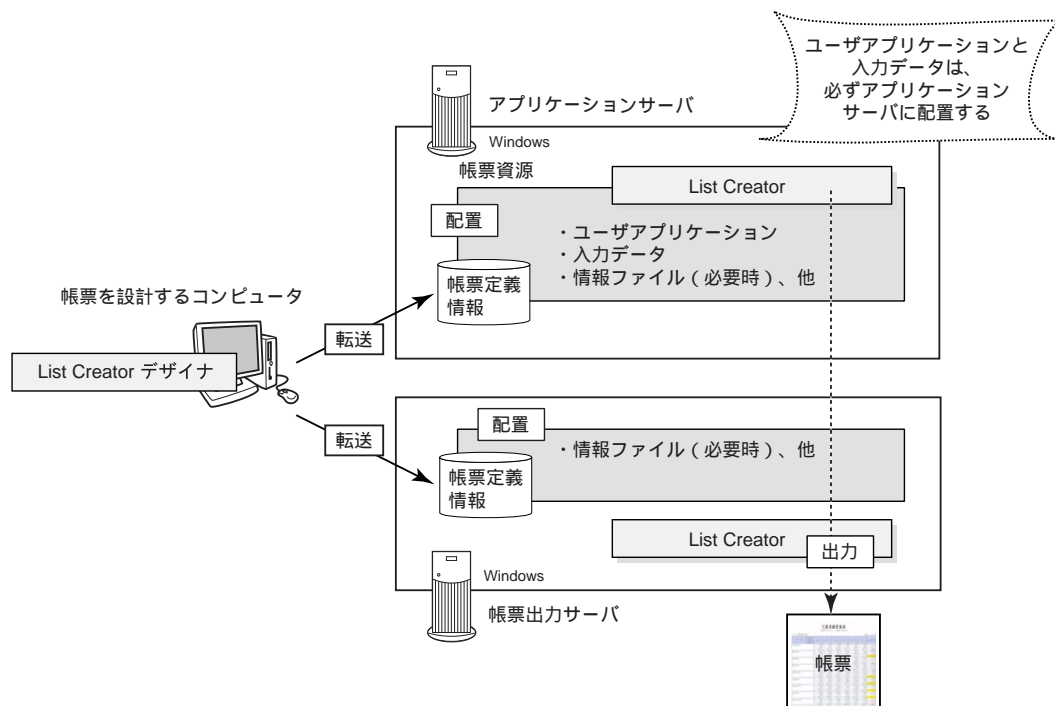 ユーザアプリケーションと
入力データは、
必ずアプリケーション
サーバに配置する
アプリケーションサーバ
Windows
帳票資源
List Creator
配置
・ユーザアプリケーション
・入力データ
・情報ファイル（必要時）、他
帳票定義
情報
帳票を設計するコンピュータ
転送
List Creator デザイナ
転送
配置
・情報ファイル（必要時）、他
帳票定義
情報
List Creator
出力
Windows
帳票出力サーバ
帳票